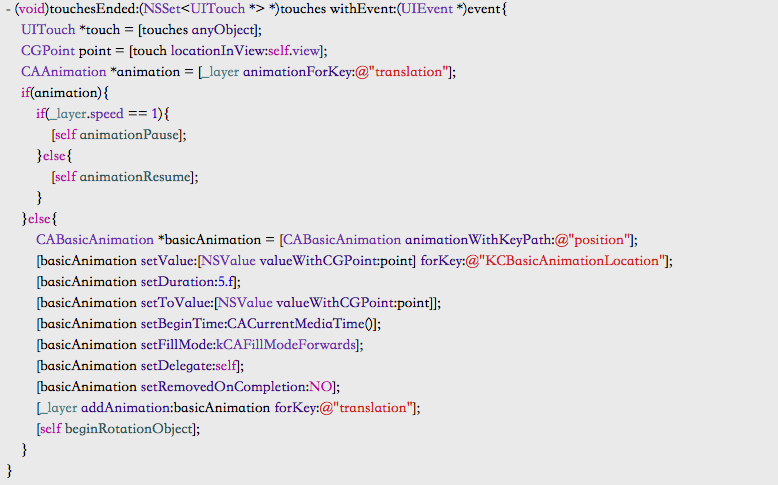 - (void)touchesEnded:(NSSet<UITouch *> *)touches withEvent:(UIEvent *)event{
UITouch *touch = [touches anyObject];
CGPoint point = [touch locationInView:self.view];
CAAnimation *animation = [_layer animationForKey:@"translation"];
if(animation){
if(_layer.speed == 1){
[self animationPause];
}else{
[self animationResume];
}
}else{
CABasicAnimation *basicAnimation = [CABasicAnimation animationWithKeyPath:@"position"];
[basicAnimation setValue:[NSValue valueWithCGPoint:point] forKey:@"KCBasicAnimationLocation"];
[basicAnimation setDuration:5.f];
[basicAnimation setToValue:[NSValue valueWithCGPoint:point]];
[basicAnimation setBeginTime:CACurrentMediaTime()];
[basicAnimation setFillMode:kCAFillModeForwards];
[basicAnimation setDelegate:self];
[basicAnimation setRemovedOnCompletion:NO];
[_layer addAnimation:basicAnimation forKey:@"translation"];
[self beginRotationObject];
}
}